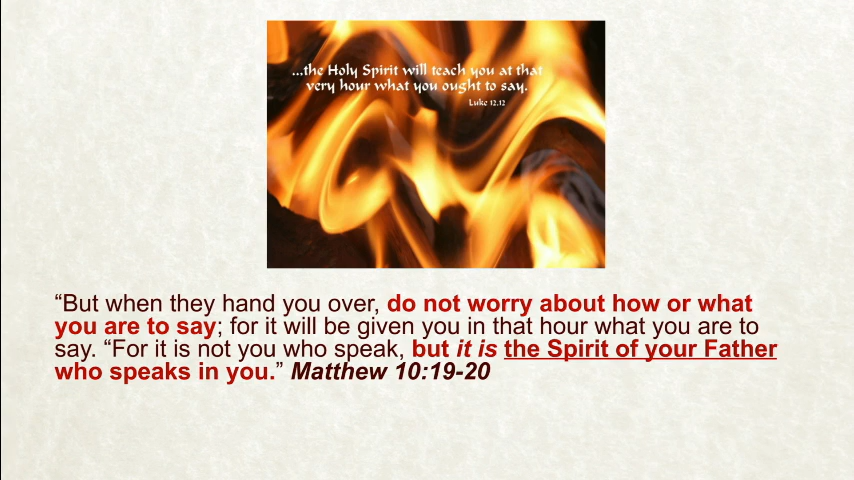 ...the Holy Spirit will teach you at that
very hour what you ought to say.
Luke 12.12
“But when they hand you over, do not worry about how or what
you are to say; for it will be given you in that hour what you are to
say. “For it is not you who speak, but it is the Spirit of your Father
who speaks in you.” Matthew 10:19-20